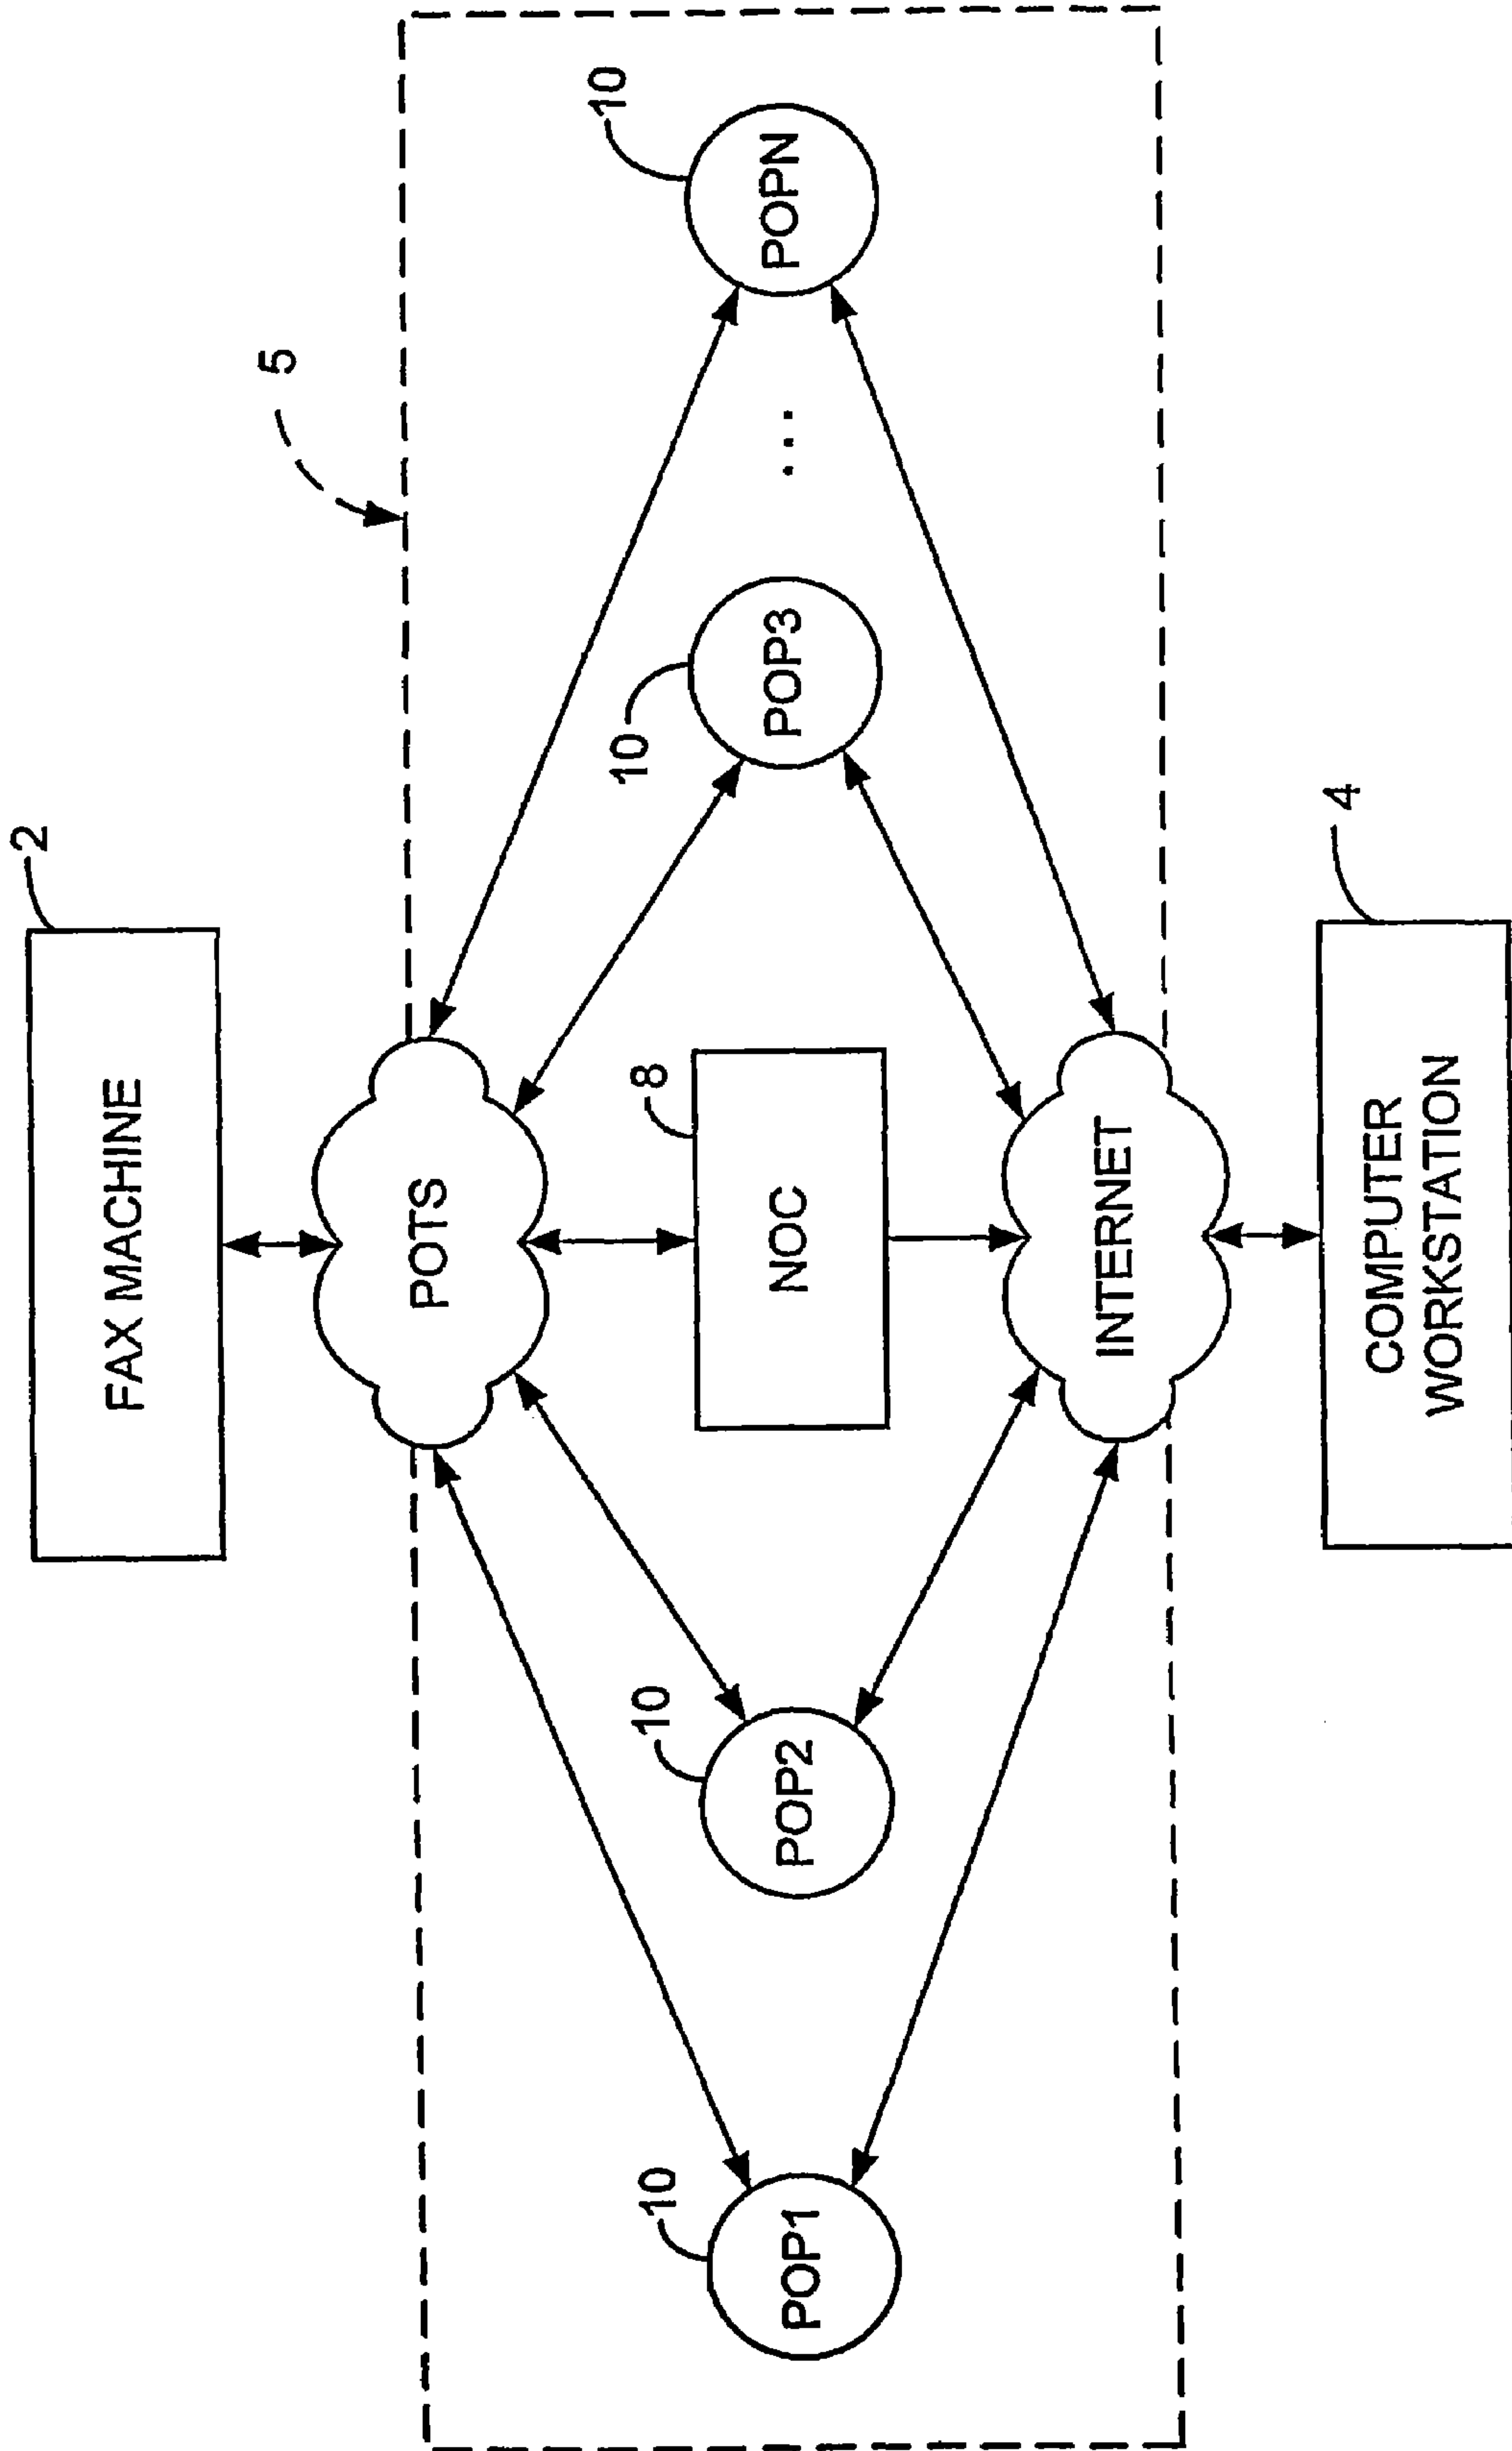 2
FAX MACHINE
5
POTS
10
POP1
10
POP2
8
NOC
10
POP3
...
10
POPN
INTERNET
4
COMPUTER
WORKSTATION